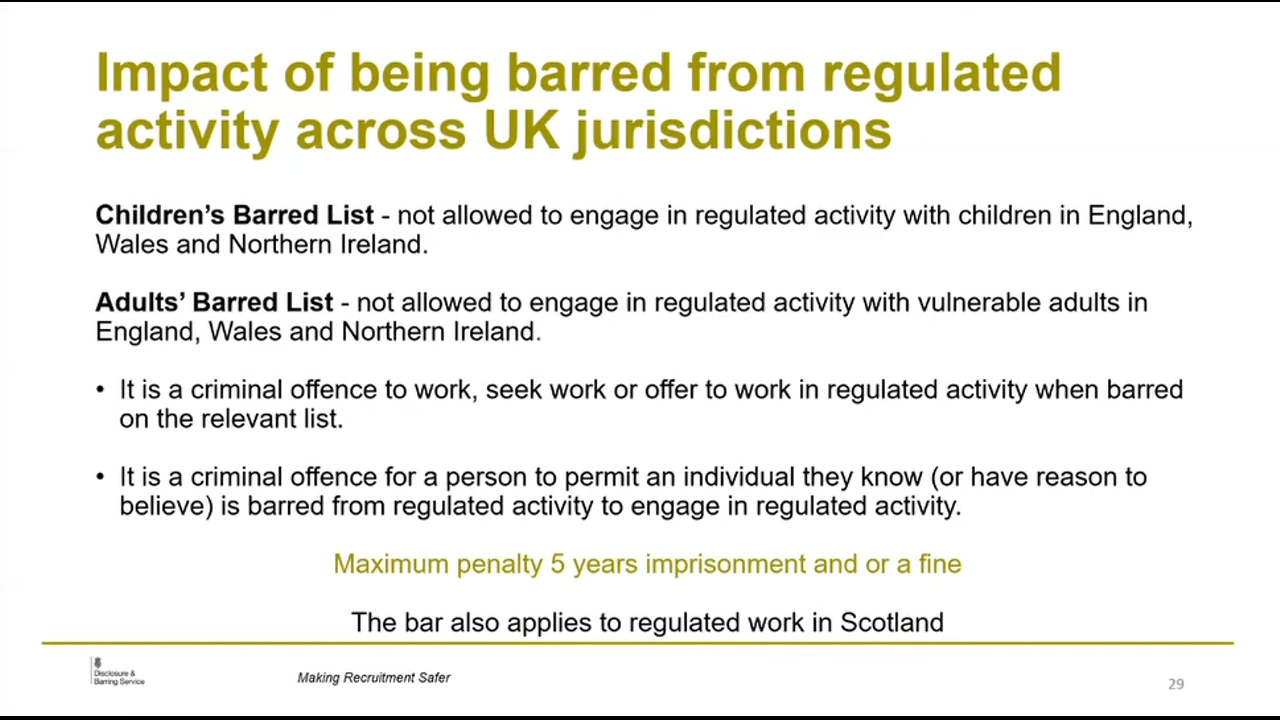 Impact of being barred from regulated
activity across UK jurisdictions
Children’s Barred List - not allowed to engage in regulated activity with children in England,
Wales and Northern Ireland.
Adults’ Barred List - not allowed to engage in regulated activity with vulnerable adults in
England, Wales and Northern Ireland.
• It is a criminal offence to work, seek work or offer to work in regulated activity when barred
on the relevant list.
• It is a criminal offence for a person to permit an individual they know (or have reason to
believe) is barred from regulated activity to engage in regulated activity.
Maximum penalty 5 years imprisonment and or a fine
The bar also applies to regulated work in Scotland
Disclosure &
Barring Service
Making Recruitment Safer
29